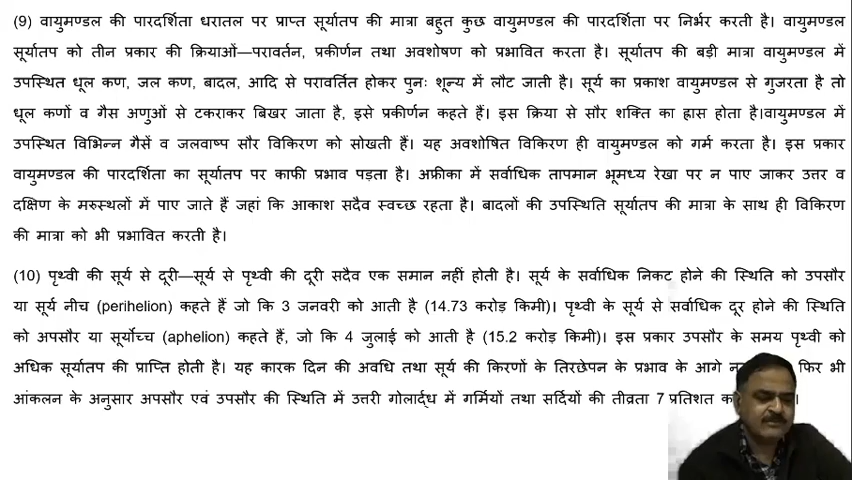 (9) वायुमण्डल की पारदर्शिता धरातल पर प्राप्त सूर्यातप की मात्रा बहुत कुछ वायुमण्डल की पारदर्शिता पर निर्भर करती है। वायुमण्डल
सूर्यातप को तीन प्रकार की क्रियाओं—परावर्तन, प्रकीर्णन तथा अवशोषण को प्रभावित करता है। सूर्यातप की बड़ी मात्रा वायुमण्डल में
उपस्थित धूल कण, जल कण, बादल, आदि से परावर्तित होकर पुनः शून्य में लौट जाती है। सूर्य का प्रकाश वायुमण्डल से गुजरता है तो
धूल कणों व गैस अणुओं से टकराकर बिखर जाता है, इसे प्रकीर्णन कहते हैं। इस क्रिया से सौर शक्ति का ह्रास होता है।वायुमण्डल में
उपस्थित विभिन्न गैसें व जलवाष्प सौर विकिरण को सोखती हैं। यह अवशोषित विकिरण ही वायुमण्डल को गर्म करता है। इस प्रकार
वायुमण्डल की पारदर्शिता का सूर्यातप पर काफी प्रभाव पड़ता है। अफ्रीका में सर्वाधिक तापमान भूमध्य रेखा पर न पाए जाकर उत्तर व
दक्षिण के मरुस्थलों में पाए जाते हैं जहां कि आकाश सदैव स्वच्छ रहता है। बादलों की उपस्थिति सूर्यातप की मात्रा के साथ ही विकिरण
की मात्रा को भी प्रभावित करती है।
(10) पृथ्वी की सूर्य से दूरी—सूर्य से पृथ्वी की दूरी सदैव एक समान नहीं होती है। सूर्य के सर्वाधिक निकट होने की स्थिति को उपसौर
या सूर्य नीच (perihelion) कहते हैं जो कि 3 जनवरी को आती है (14.73 करोड़ किमी)। पृथ्वी के सूर्य से सर्वाधिक दूर होने की स्थिति
को अपसौर या सूर्योच्च (aphelion) कहते हैं, जो कि 4 जुलाई को आती है (15.2 करोड़ किमी)। इस प्रकार उपसौर के समय पृथ्वी को
अधिक सूर्यातप की प्राप्ति होती है। यह कारक दिन की अवधि तथा सूर्य की किरणों के तिरछेपन के प्रभाव के आगे फिर भी
आंकलन के अनुसार अपसौर एवं उपसौर की स्थिति में उत्तरी गोलार्द्ध में गर्मियों तथा सर्दियों की तीव्रता 7 प्रतिशत